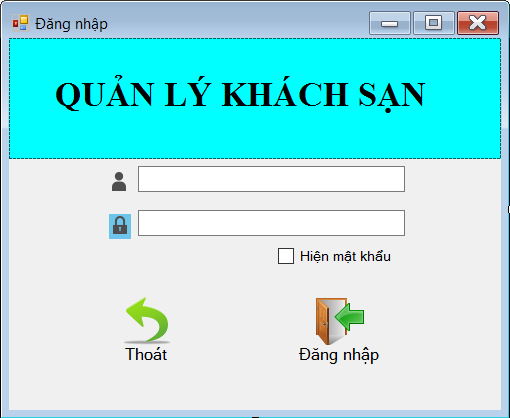 Đăng nhập
QUẢN LÝ KHÁCH SẠN
Hiện mật khẩu
Thoát
Đăng nhập